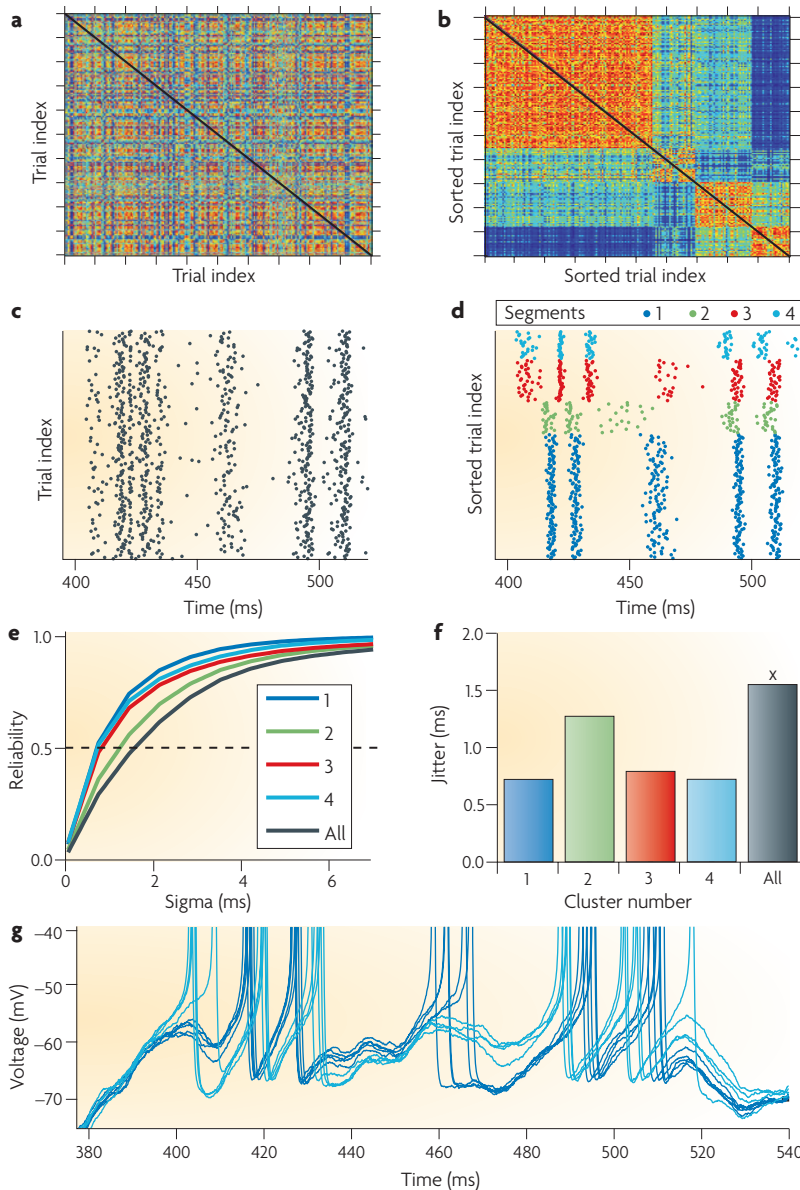 a
Trial index
Trial index
b
Sorted trial index
Sorted trial index
c
Trial index
400 450 500
Time (ms)
d
Segments 1 2 3 4
Sorted trial index
400 450 500
Time (ms)
e
1.0
0.5
0.0
Reliability
0 2 4 6
Sigma (ms)
1
2
3
4
All
f
2.0
1.5
1.0
0.5
0.0
Jitter (ms)
x
1 2 3 4 All
Cluster number
g
–40
–50
–60
–70
Voltage (mV)
380 400 420 440 460 480 500 520 540
Time (ms)